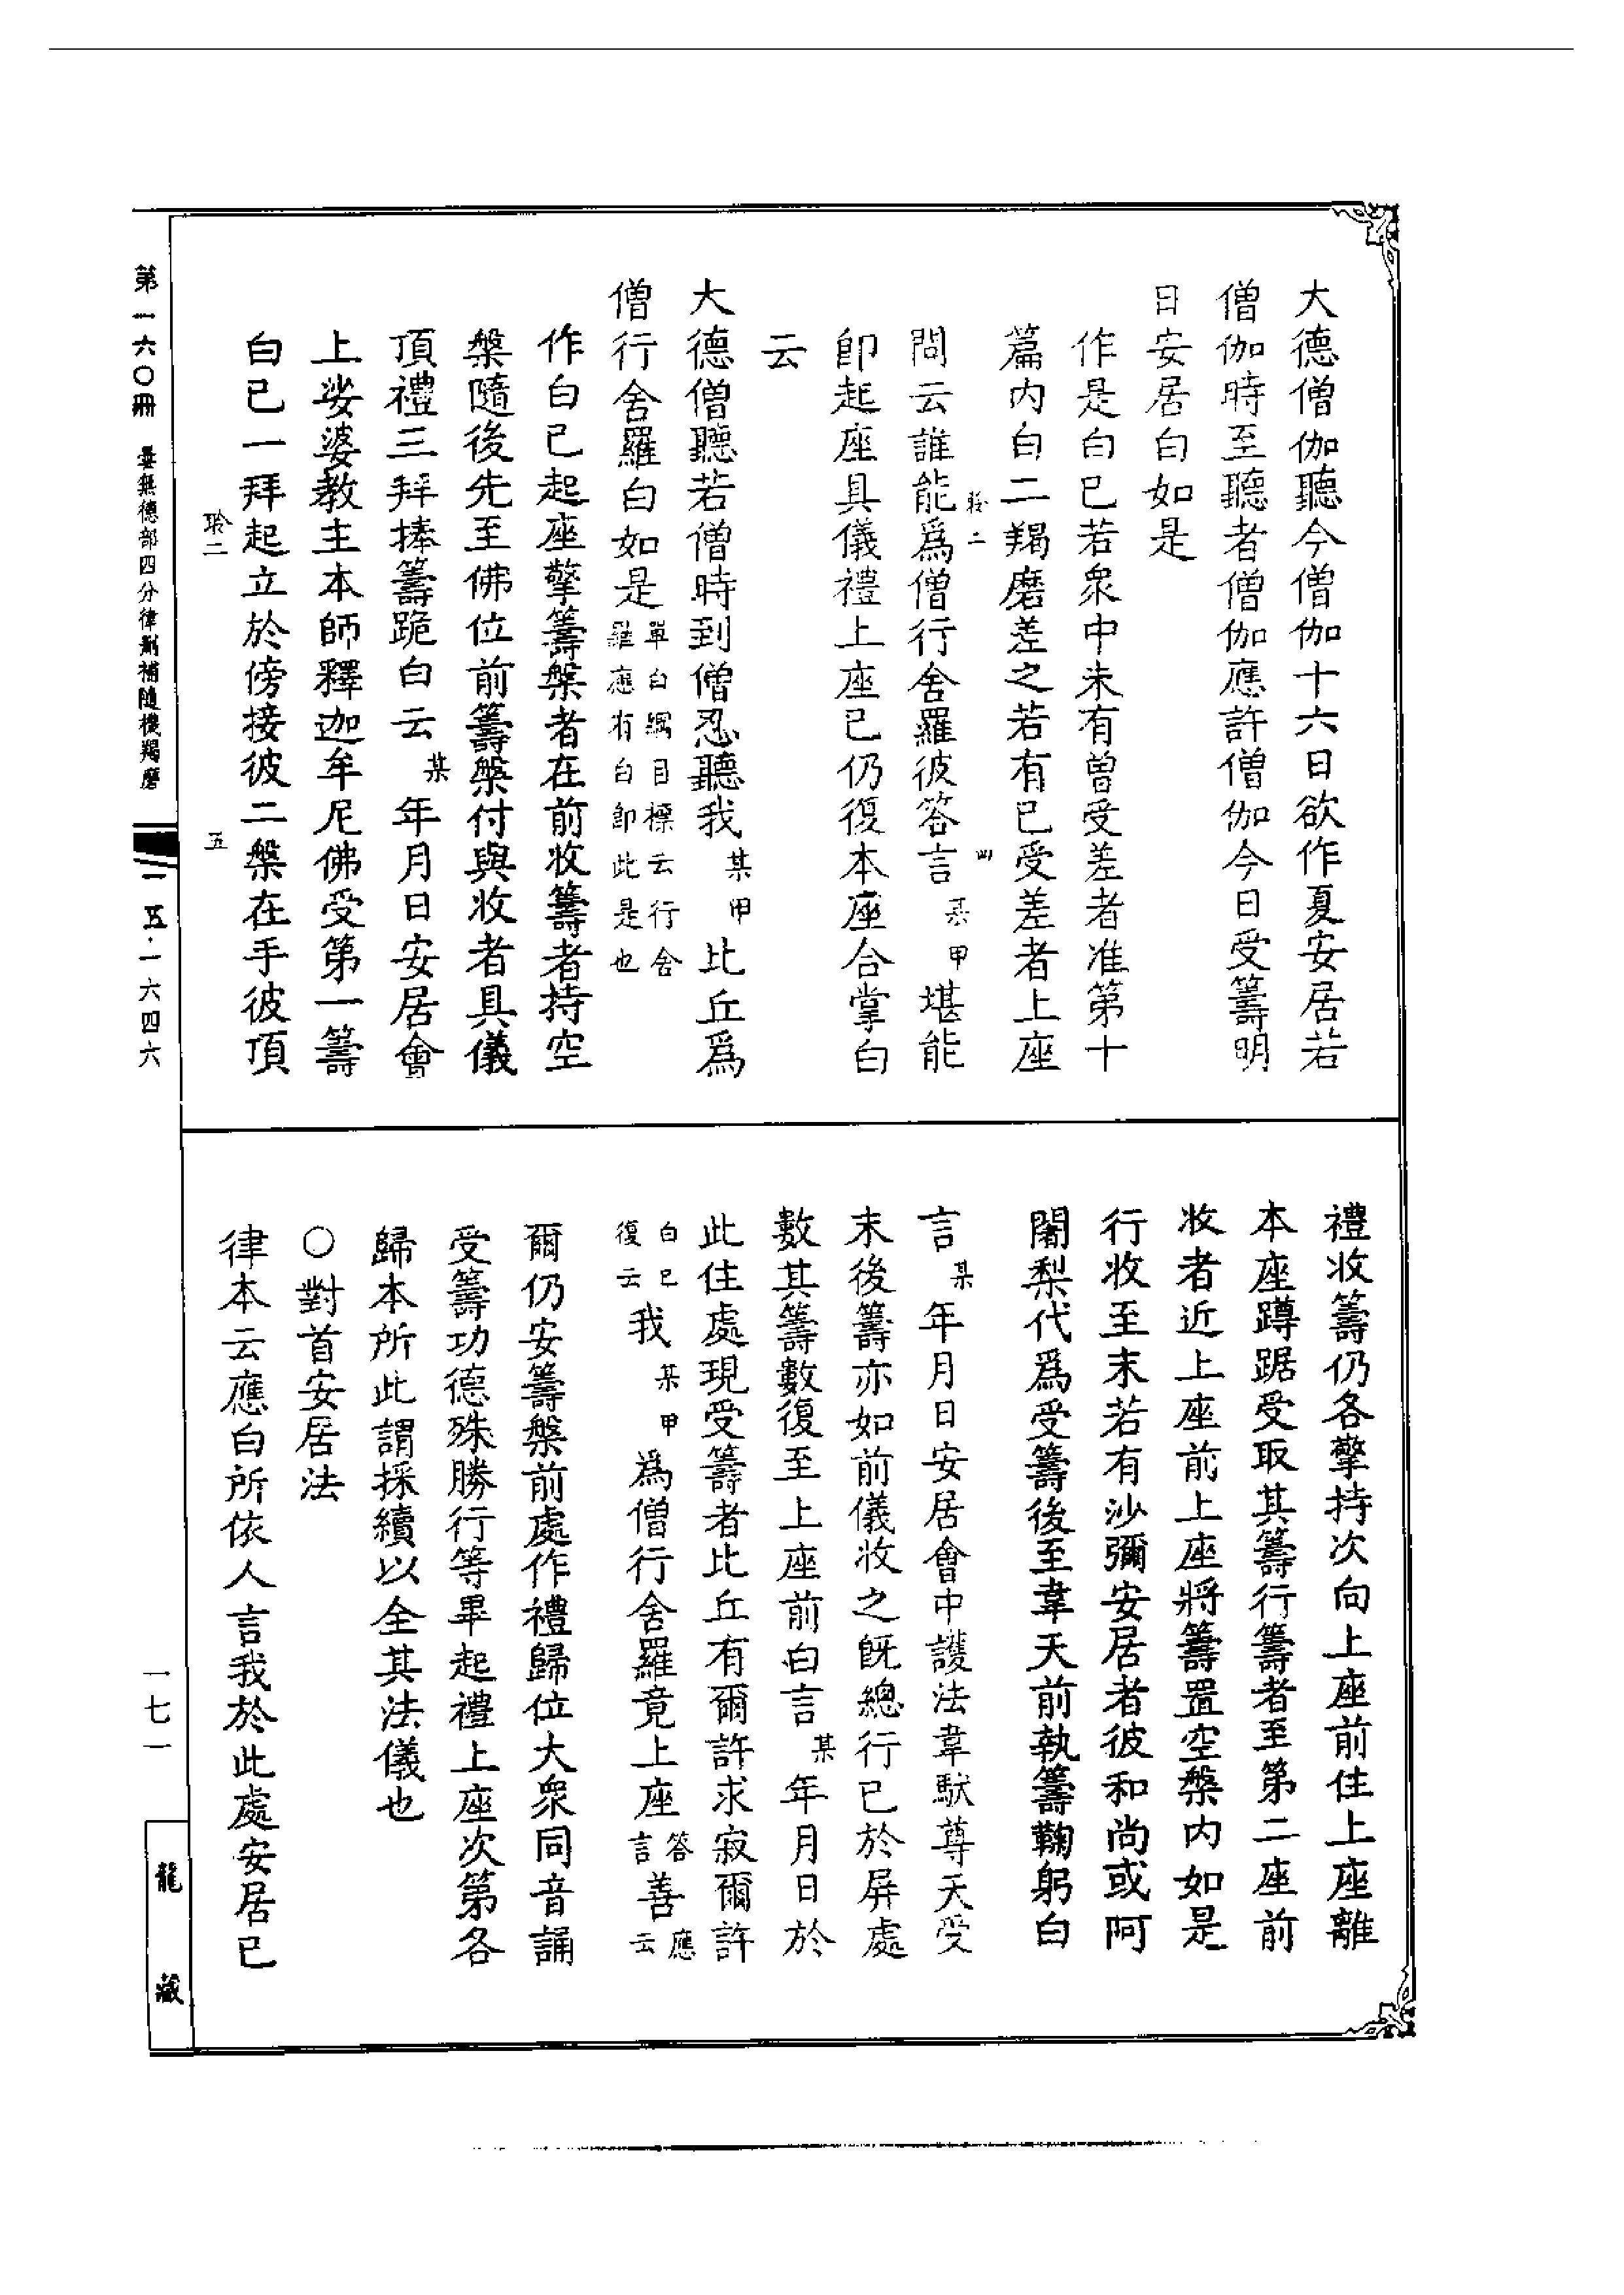 大德僧伽聽今僧伽十六日欲作夏安居若
僧伽時至聽者僧伽應許僧伽今日受籌明
日安居白如是
作是白已若衆中未有曾受差者准第十
篇内白二羯磨差之若有已受差者上座
問云誰能爲僧行舍羅彼答言某甲堪能
即起座具儀禮上座已仍復本座合掌白
云
大德僧聽若僧時到僧忍聽我某甲比丘爲
僧行舍羅白如是單白綱目標云行舍羅應有白即此是也
作白已起座擎籌槃者在前收籌者持空
槃隨後先至佛位前籌槃付與收者具儀
頂禮三拜捧籌跪白云某年月日安居會
上娑婆教主本師釋迦牟尼佛受第一籌
白已一拜起立於傍接彼二槃在手彼頂
聆二 五
第一六〇冊 曇無德部四分律刪補隨機羯磨 一五·一六四六
禮收籌仍各擎持次向上座前住上座離
本座蹲踞受取其籌行籌者至第二座前
收者近上座前上座將籌置空槃内如是
行收至末若有沙彌安居者彼和尚或阿
闍梨代爲受籌後至韋天前執籌鞠躬白
言某年月日安居會中護法韋馱尊天受
末後籌亦如前儀收之旣總行已於屏處
數其籌數復至上座前白言某年月日於
此住處現受籌者比丘有爾許求寂爾許
白已復云我某甲爲僧行舍羅竟上座答言善應云
爾仍安籌槃前處作禮歸位大衆同音誦
受籌功德殊勝行等畢起禮上座次第各
歸本所此謂採續以全其法儀也
○對首安居法
律本云應白所依人言我於此處安居已
一七一
龍藏